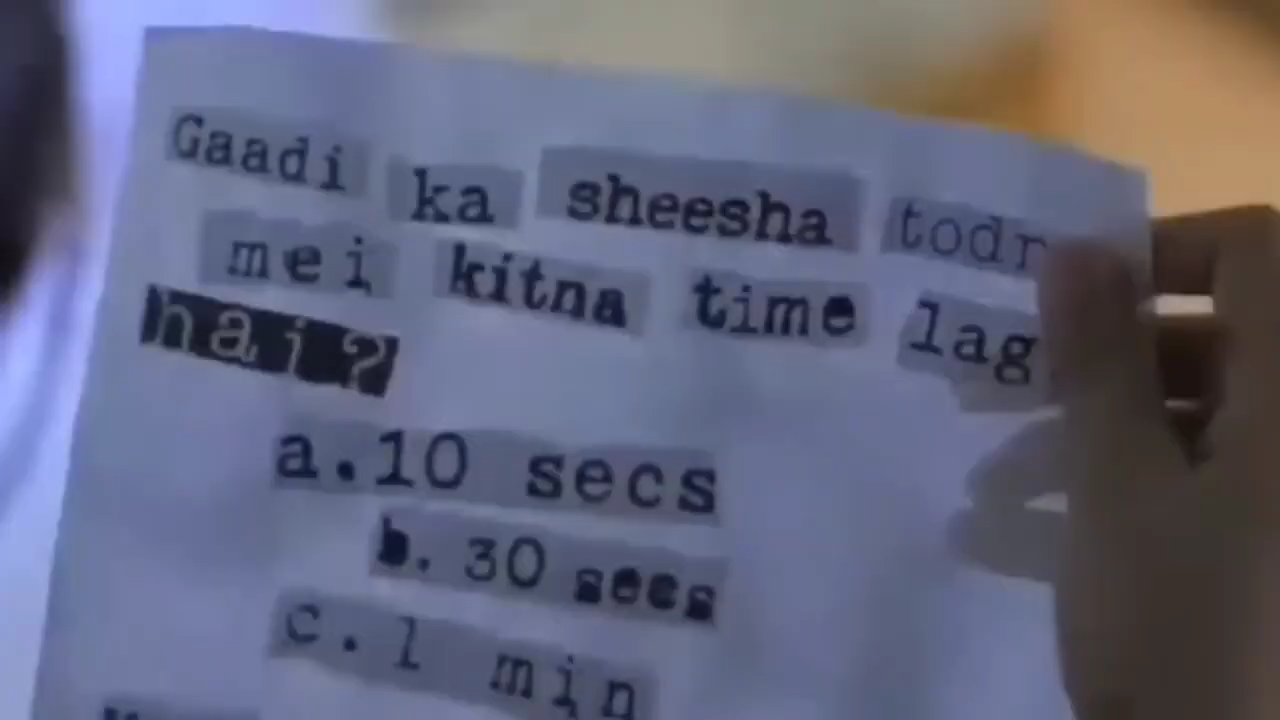 Gaadi ka sheesha todr
mei kitna time lag
hai?
a.10 secs
b. 30 secs
c.1 min